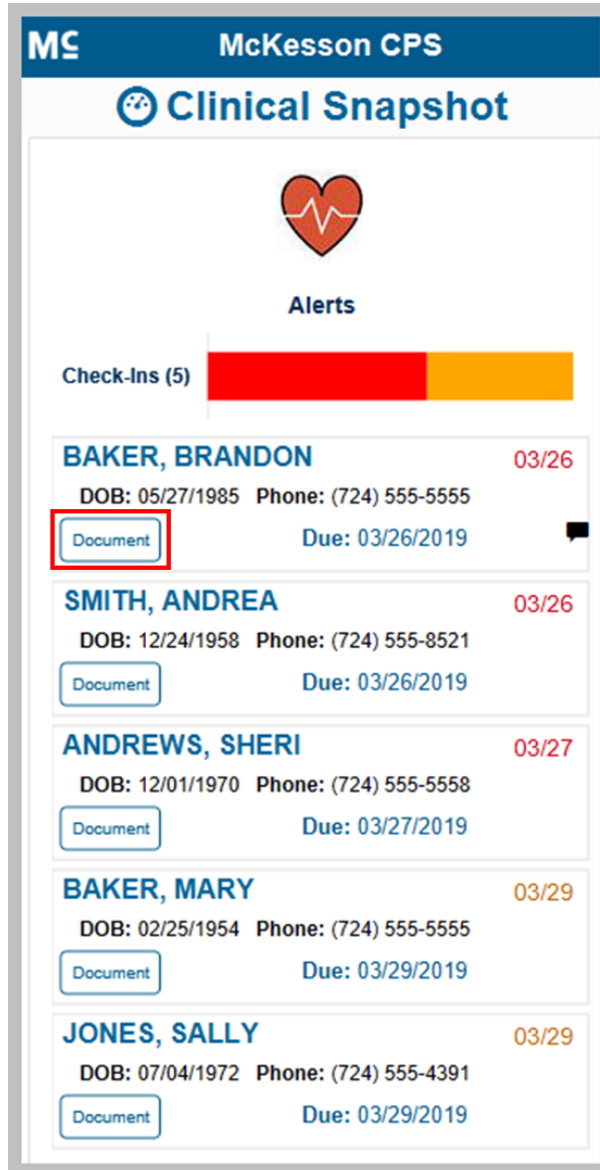 MC McKesson CPS
Clinical Snapshot
Alerts
Check-Ins (5)
BAKER, BRANDON 03/26
DOB: 05/27/1985 Phone: (724) 555-5555
Document Due: 03/26/2019
SMITH, ANDREA 03/26
DOB: 12/24/1958 Phone: (724) 555-8521
Document Due: 03/26/2019
ANDREWS, SHERI 03/27
DOB: 12/01/1970 Phone: (724) 555-5558
Document Due: 03/27/2019
BAKER, MARY 03/29
DOB: 02/25/1954 Phone: (724) 555-5555
Document Due: 03/29/2019
JONES, SALLY 03/29
DOB: 07/04/1972 Phone: (724) 555-4391
Document Due: 03/29/2019